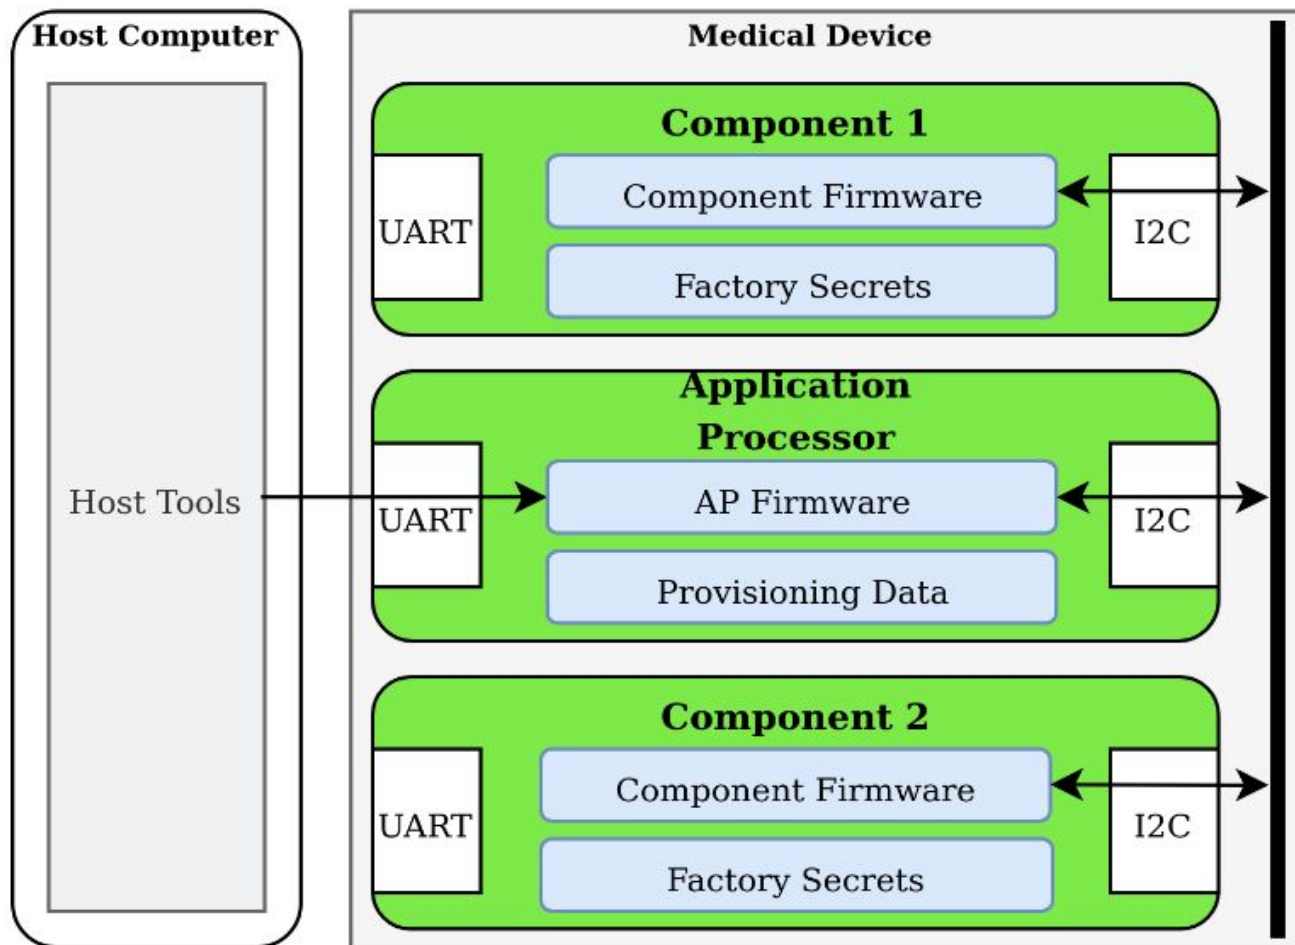 Host Computer
Medical Device
Component 1
Component Firmware
UART
I2C
Factory Secrets
Application
Processor
Host Tools
AP Firmware
UART
I2C
Provisioning Data
Component 2
Component Firmware
UART
I2C
Factory Secrets